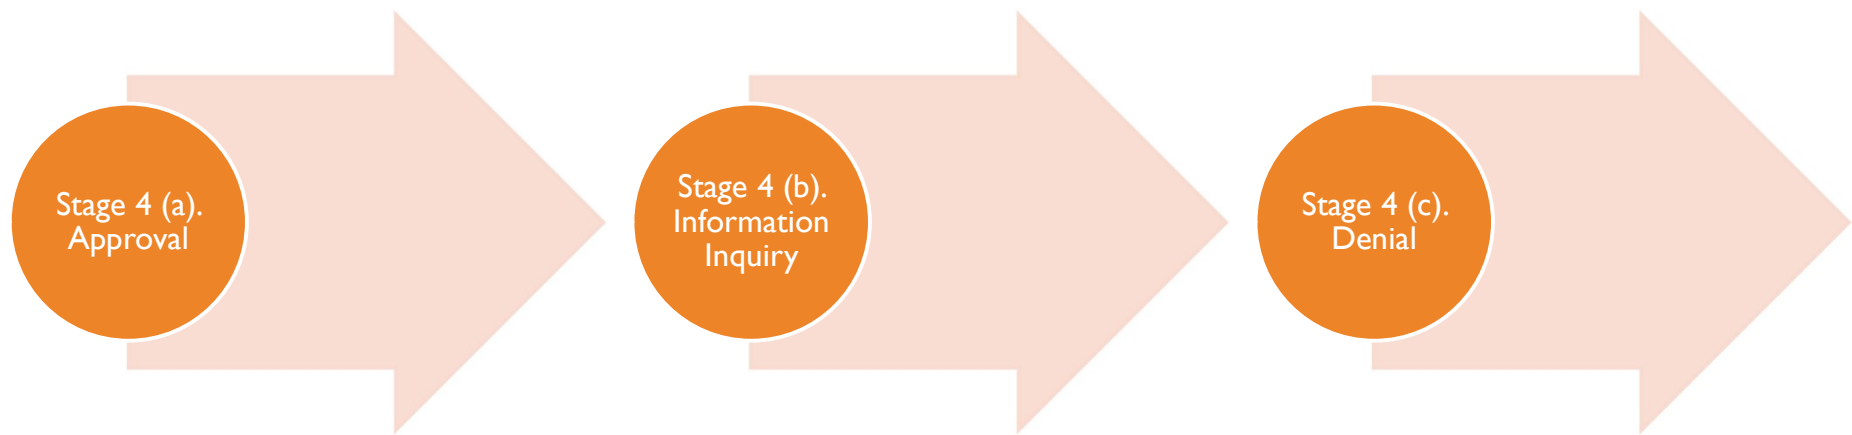 Stage 4 (a).
Approval
Stage 4 (b).
Information
Inquiry
Stage 4 (c).
Denial